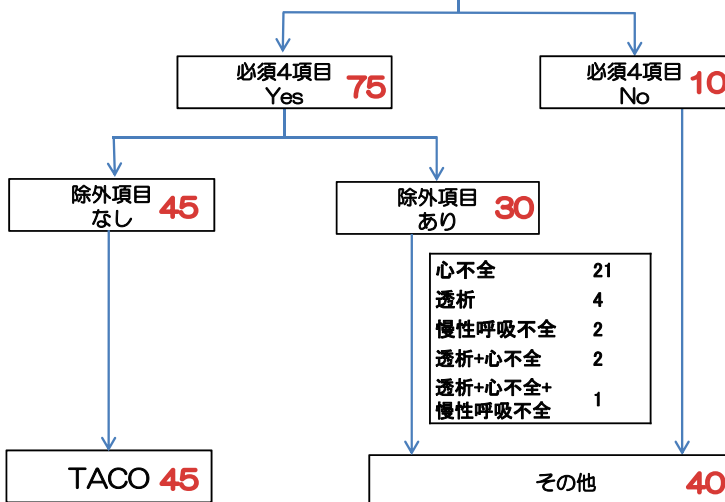 必須4項目
Yes
75
必須4項目
No
10
除外項目
なし
45
除外項目
あり
30
心不全 21
透析 4
慢性呼吸不全 2
透析+心不全 2
透析+心不全+
慢性呼吸不全 1
TACO 45
その他 40